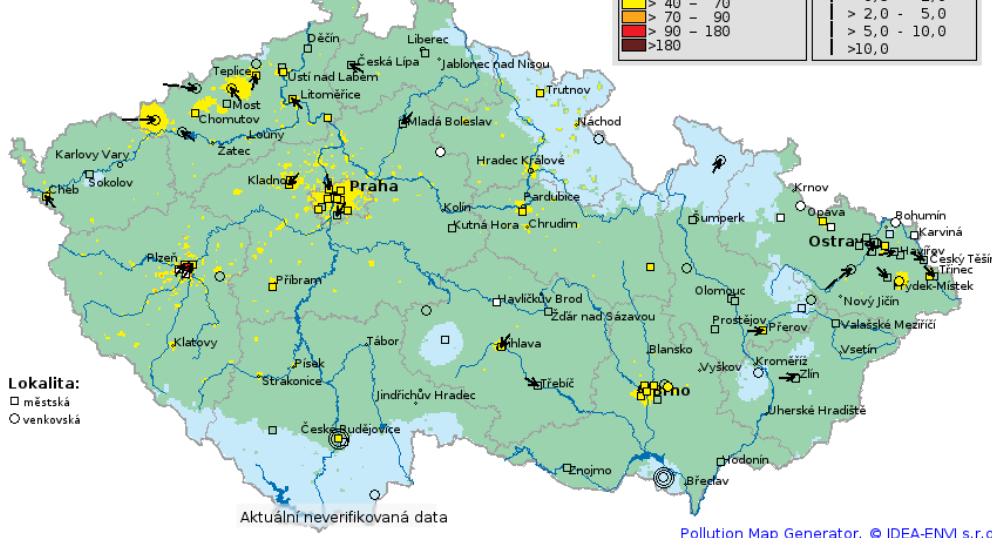 > 40 – 70
> 70 – 90
> 90 – 180
>180
> 2,0 - 5,0
> 5,0 - 10,0
>10,0
Děčín
Liberec
Teplice
Česká Lípa
Jablonec nad Nisou
Ústí nad Labem
Trutnov
Most
Litoměřice
Chomutov
Mladá Boleslav
Náchod
Louny
Žatec
Karlovy Vary
Hradec Králové
Sokolov
Kladno
Praha
Krnov
Cheb
Pardubice
Opava
Bohumín
Kolín
Šumperk
Karviná
Kutná Hora
Chrudim
Ostrava
Havířov
Český Těšín
Plzeň
Třinec
Příbram
Frýdek-Místek
Olomouc
Havlíčkův Brod
Nový Jičín
Žďár nad Sázavou
Prostějov
Přerov
Valašské Meziříčí
Klatovy
Tábor
Jihlava
Blansko
Vsetín
Písek
Kroměříž
Vyškov
Zlín
Strakonice
Třebíč
Lokalita:
Jindřichův Hradec
Brno
městská
Uherské Hradiště
venkovská
České Budějovice
Hodonín
Znojmo
Břeclav
Aktuální neverifikovaná data
Pollution Map Generator, © IDEA-ENVI s.r.o